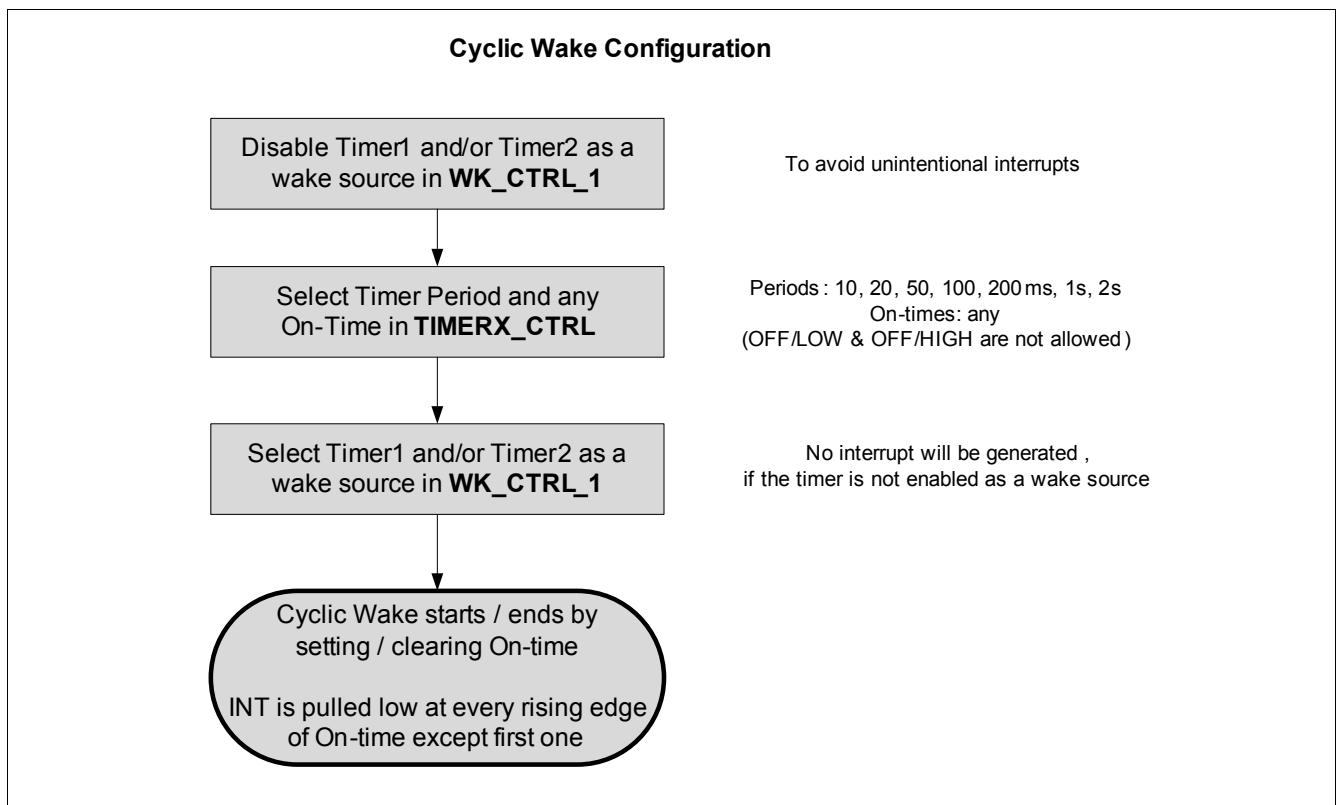 Cyclic Wake Configuration
Disable Timer1 and/or Timer2 as a
wake source in WK_CTRL_1
To avoid unintentional interrupts
Select Timer Period and any
On-Time in TIMERX_CTRL
Periods : 10, 20, 50, 100, 200 ms, 1s, 2s
On-times: any
(OFF/LOW & OFF/HIGH are not allowed )
Select Timer1 and/or Timer2 as a
wake source in WK_CTRL_1
No interrupt will be generated ,
if the timer is not enabled as a wake source
Cyclic Wake starts / ends by
setting / clearing On-time
INT is pulled low at every rising edge
of On-time except first one